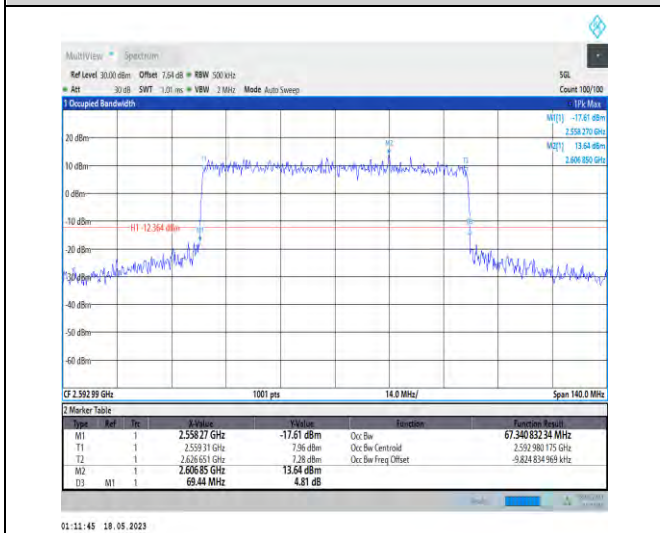 MultiView Spectrum
Ref Level 30.00 dBm Offset 7.64 dB RBW 500 kHz SGL
Att 30 dB SWT 1.01 ms VBW 2 MHz Mode Auto Sweep Count 100/100
1 Occupied Bandwidth 1Pk Max
M1[1] -17.61 dBm
2.558 270 GHz
M2[1] 13.64 dBm
2.606 850 GHz
20 dBm
10 dBm
0 dBm
-10 dBm
-20 dBm
-30 dBm
-40 dBm
-50 dBm
-60 dBm
T1
M2
T2
H1 -12.364 dBm
M1
CF 2.592 99 GHz 1001 pts 14.0 MHz/ Span 140.0 MHz
2 Marker Table
Type Ref Trc X-Value Y-Value Function Function Result
M1 1 2.558 27 GHz -17.61 dBm Occ Bw 67.340 832 34 MHz
T1 1 2.559 31 GHz 7.96 dBm Occ Bw Centroid 2.592 980 175 GHz
T2 1 2.626 651 GHz 7.28 dBm Occ Bw Freq Offset -9.824 834 969 kHz
M2 1 2.606 85 GHz 13.64 dBm
D3 M1 1 69.44 MHz 4.81 dB
01:11:45 18.05.2023